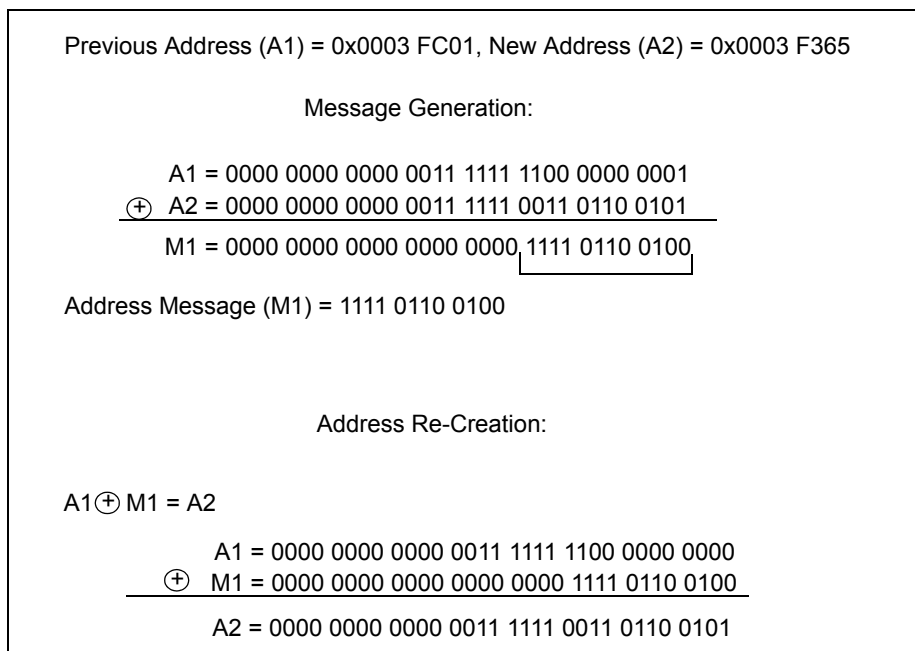 Previous Address (A1) = 0x0003 FC01, New Address (A2) = 0x0003 F365
Message Generation:
A1 = 0000 0000 0000 0011 1111 1100 0000 0001
⊕ A2 = 0000 0000 0000 0011 1111 0011 0110 0101
M1 = 0000 0000 0000 0000 0000 1111 0110 0100
Address Message (M1) = 1111 0110 0100
Address Re-Creation:
A1 ⊕ M1 = A2
A1 = 0000 0000 0000 0011 1111 1100 0000 0000
⊕ M1 = 0000 0000 0000 0000 0000 1111 0110 0100
A2 = 0000 0000 0000 0011 1111 0011 0110 0101